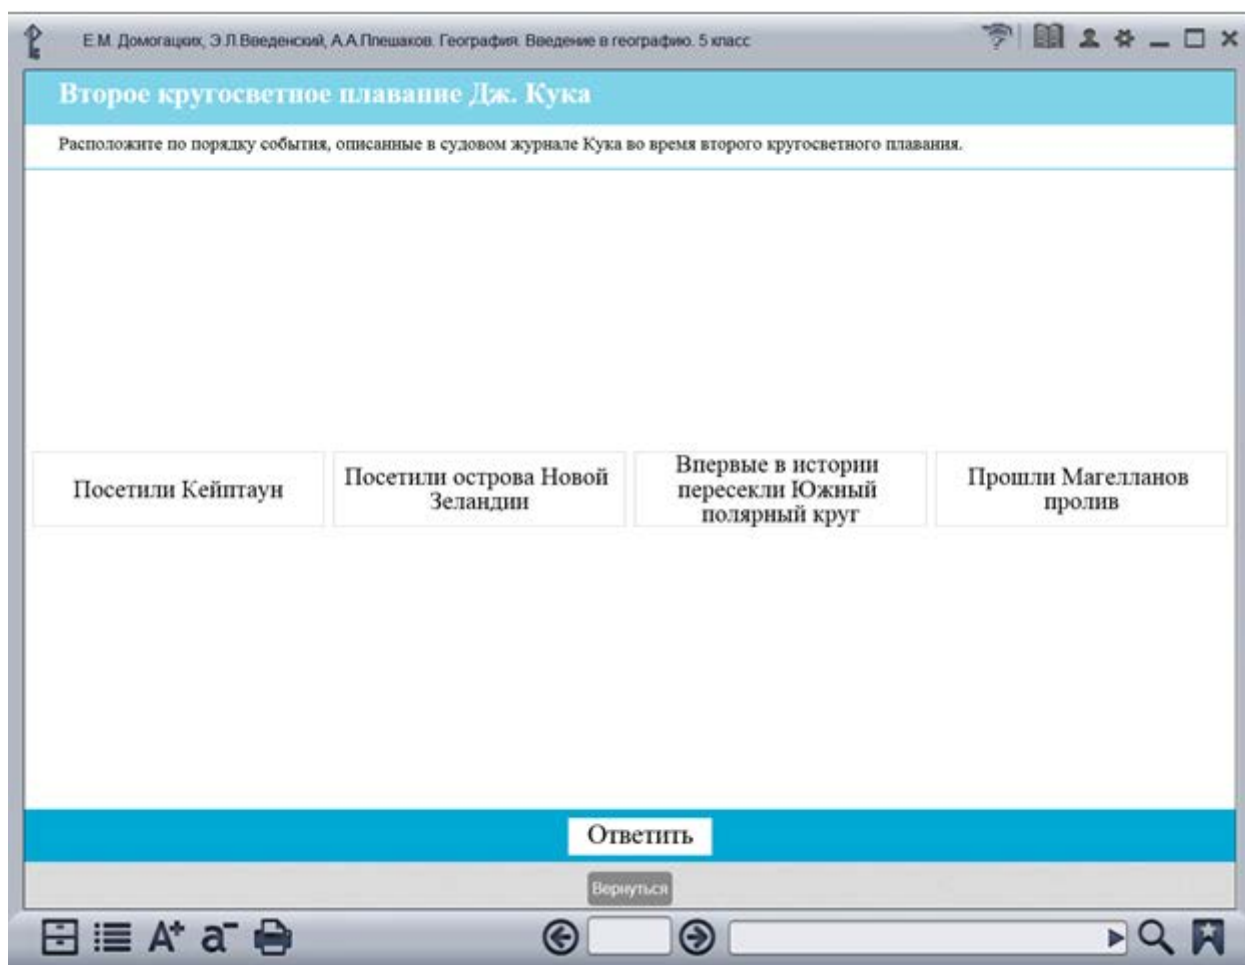 Е.М. Домогацких, Э.Л.Введенский, А.А.Плешаков. География. Введение в географию. 5 класс
Второе кругосветное плавание Дж. Кука
Расположите по порядку события, описанные в судовом журнале Кука во время второго кругосветного плавания.
Посетили Кейптаун
Посетили острова Новой
Зеландии
Впервые в истории
пересекли Южный
полярный круг
Прошли Магелланов
пролив
Ответить
Вернуться
A+ a-